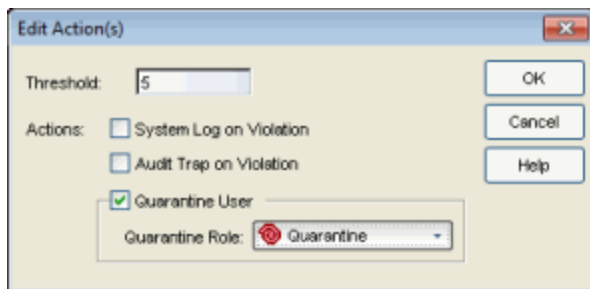 Edit Action(s)
Threshold: 5
OK
Actions: System Log on Violation
Cancel
Audit Trap on Violation
Help
Quarantine User
Quarantine Role: Quarantine